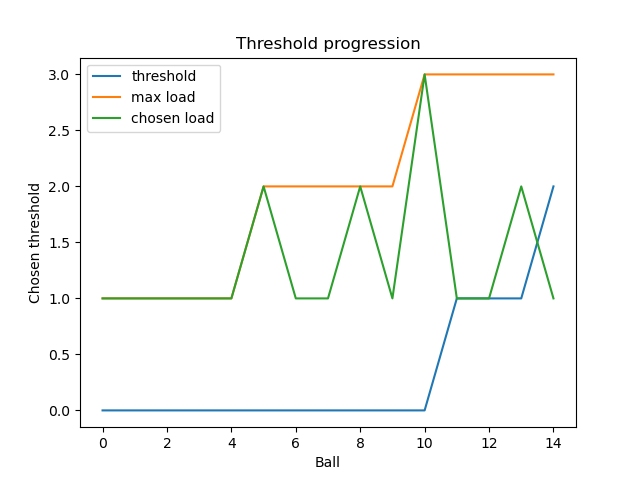 Threshold progression
threshold
max load
chosen load
Chosen threshold
3.0
2.5
2.0
1.5
1.0
0.5
0.0
0 2 4 6 8 10 12 14
Ball